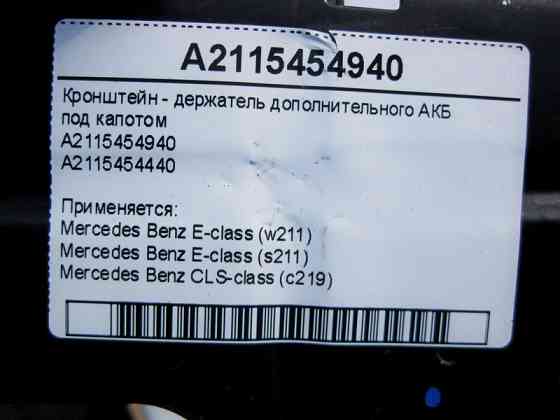 A2115454940
Кронштейн - держатель дополнительного АКБ
под капотом
A2115454940
A2115454440
Применяется:
Mercedes Benz E-class (w211)
Mercedes Benz E-class (s211)
Mercedes Benz CLS-class (c219)